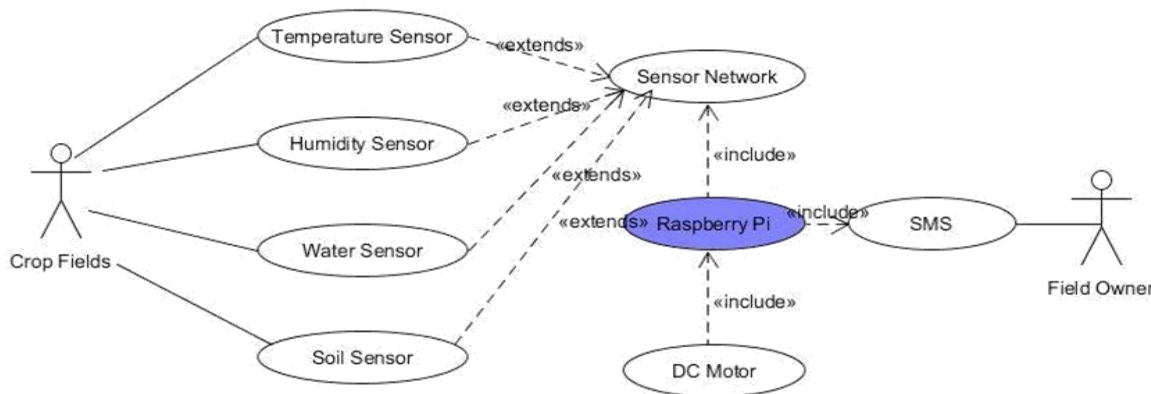 Temperature Sensor
«extends»
Sensor Network
«extends»
Humidity Sensor
«include»
«extends»
«extends»
Raspberry Pi
«include»
SMS
Water Sensor
Crop Fields
Field Owner
«include»
Soil Sensor
DC Motor